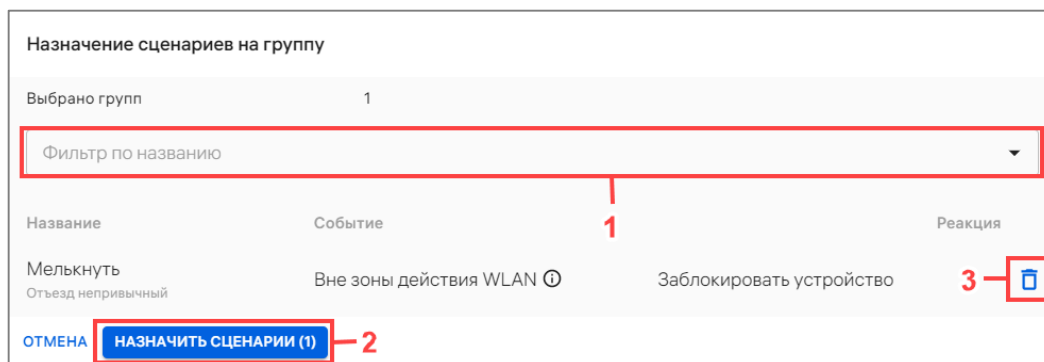 Назначение сценариев на группу
Выбрано групп 1
Фильтр по названию
1
Название Событие Реакция
Мелькнуть Вне зоны действия WLAN Заблокировать устройство 3
Отъезд непривычный
ОТМЕНА НАЗНАЧИТЬ СЦЕНАРИИ (1) 2